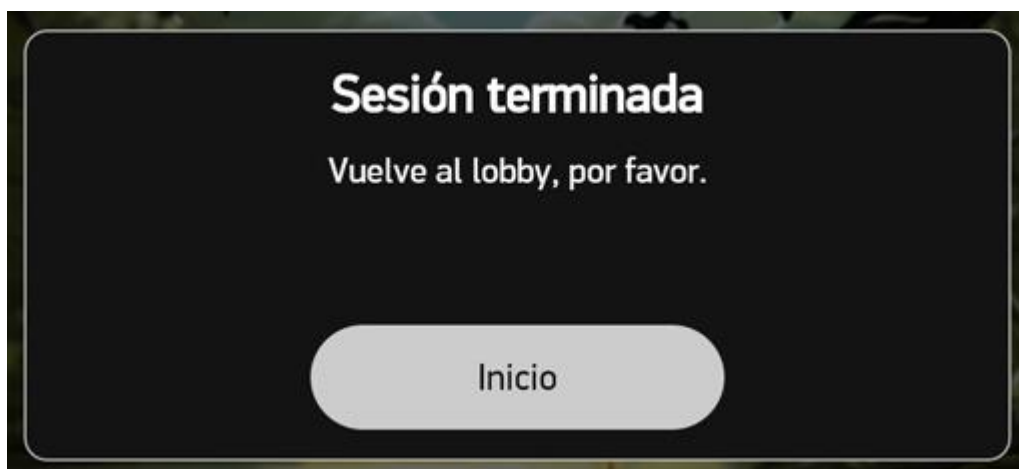 Sesión terminada
Vuelve al lobby, por favor.
Inicio